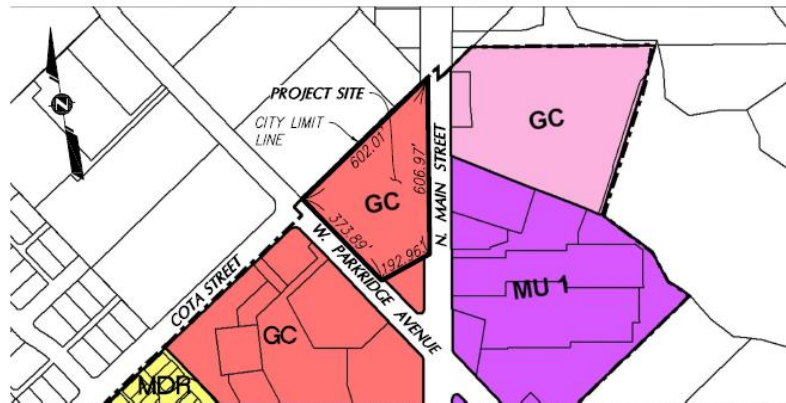 PROJECT SITE
CITY LIMIT
LINE
602.01'
606.97'
GC
373.89'
192.96'
GC
N. MAIN STREET
MU 1
W. PARKRIDGE AVENUE
COTA STREET
GC
MDR
N